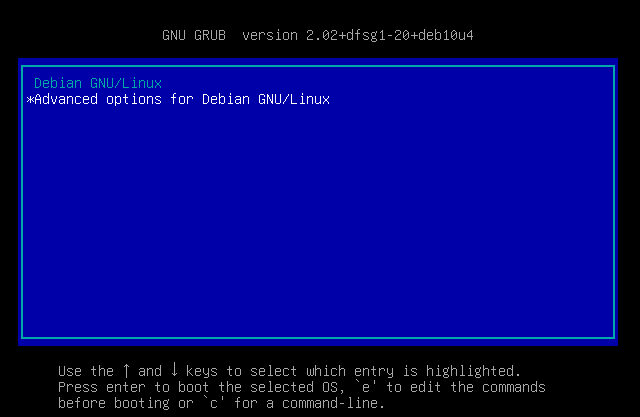 GNU GRUB  version 2.02+dfsg1-20+deb10u4
Debian GNU/Linux
*Advanced options for Debian GNU/Linux
Use the ↑ and ↓ keys to select which entry is highlighted.
Press enter to boot the selected OS, `e' to edit the commands
before booting or `c' for a command-line.